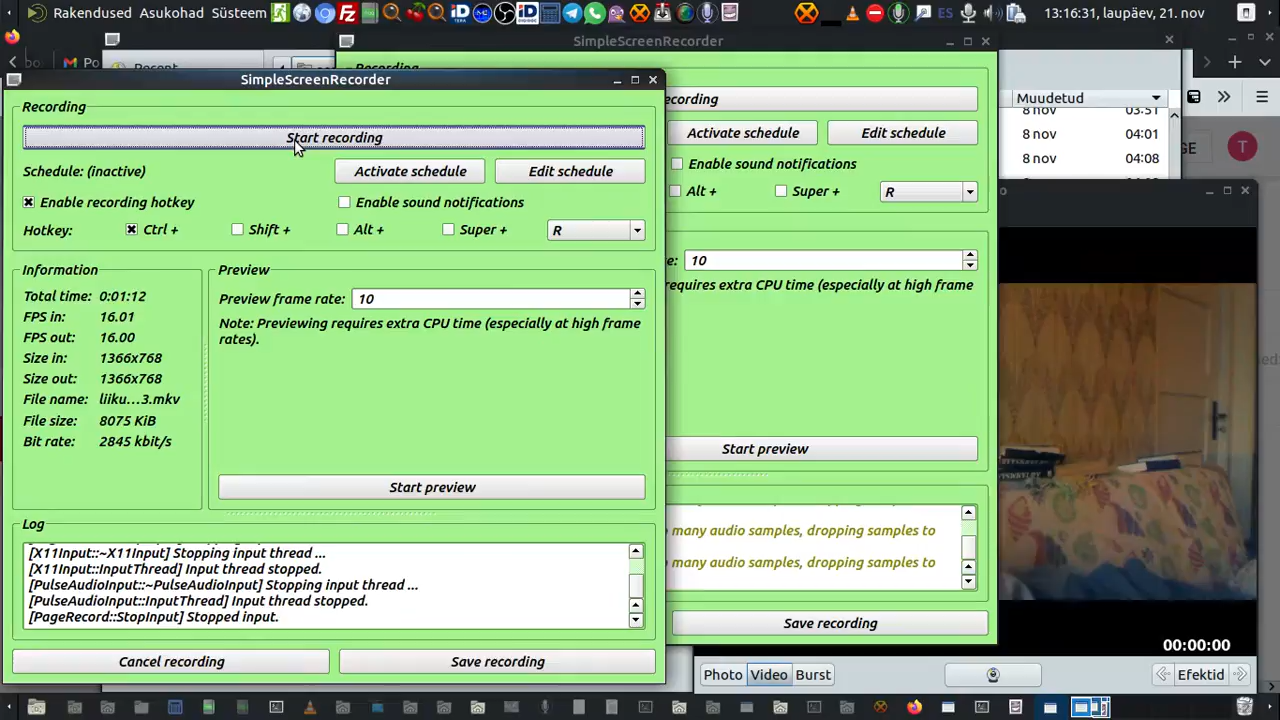 Rakendused Asukohad Süsteem
ES
13:16:31, laupäev, 21. nov
SimpleScreenRecorder
Recording
Start recording
Schedule: (inactive)
Activate schedule
Edit schedule
Enable recording hotkey
Enable sound notifications
Hotkey:
Ctrl +
Shift +
Alt +
Super +
R
Information
Total time: 0:01:12
FPS in: 16.01
FPS out: 16.00
Size in: 1366x768
Size out: 1366x768
File name: liiku...3.mkv
File size: 8075 KiB
Bit rate: 2845 kbit/s
Preview
Preview frame rate: 10
Note: Previewing requires extra CPU time (especially at high frame
rates).
Start preview
Log
[X11Input::~X11Input] Stopping input thread ...
[X11Input::InputThread] Input thread stopped.
[PulseAudioInput::~PulseAudioInput] Stopping input thread ...
[PulseAudioInput::InputThread] Input thread stopped.
[PageRecord::StopInput] Stopped input.
Cancel recording
Save recording
SimpleScreenRecorder
Activate schedule
Edit schedule
Enable sound notifications
Alt +
Super +
R
10
requires extra CPU time (especially at high frame
Start preview
many audio samples, dropping samples to
many audio samples, dropping samples to
Save recording
Muudetud
8 nov 03:51
8 nov 04:01
8 nov 04:08
T
00:00:00
Photo
Video
Burst
Efektid